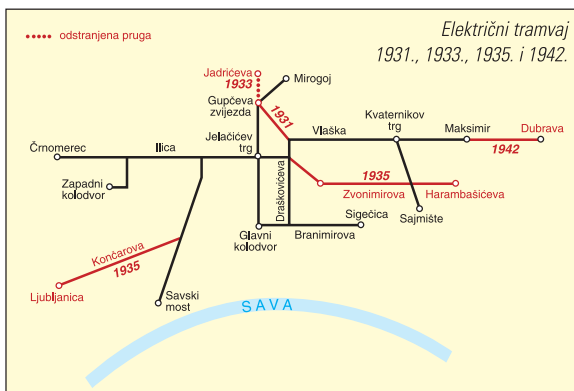 Električni tramvaj
1931., 1933., 1935. i 1942.
odstranjena pruga
Jadrićeva
1933
Mirogoj
Gupčeva
zvijezda
1931
Kvaternikov
trg
Vlaška
Maksimir
Dubrava
1942
Jelačićev
trg
Črnomerec
Ilica
Zapadni
kolodvor
Draškovićeva
1935
Zvonimirova
Harambašićeva
Sajmište
Sigečica
Glavni
kolodvor
Branimirova
Končarova
1935
Ljubljanica
Savski
most
SAVA